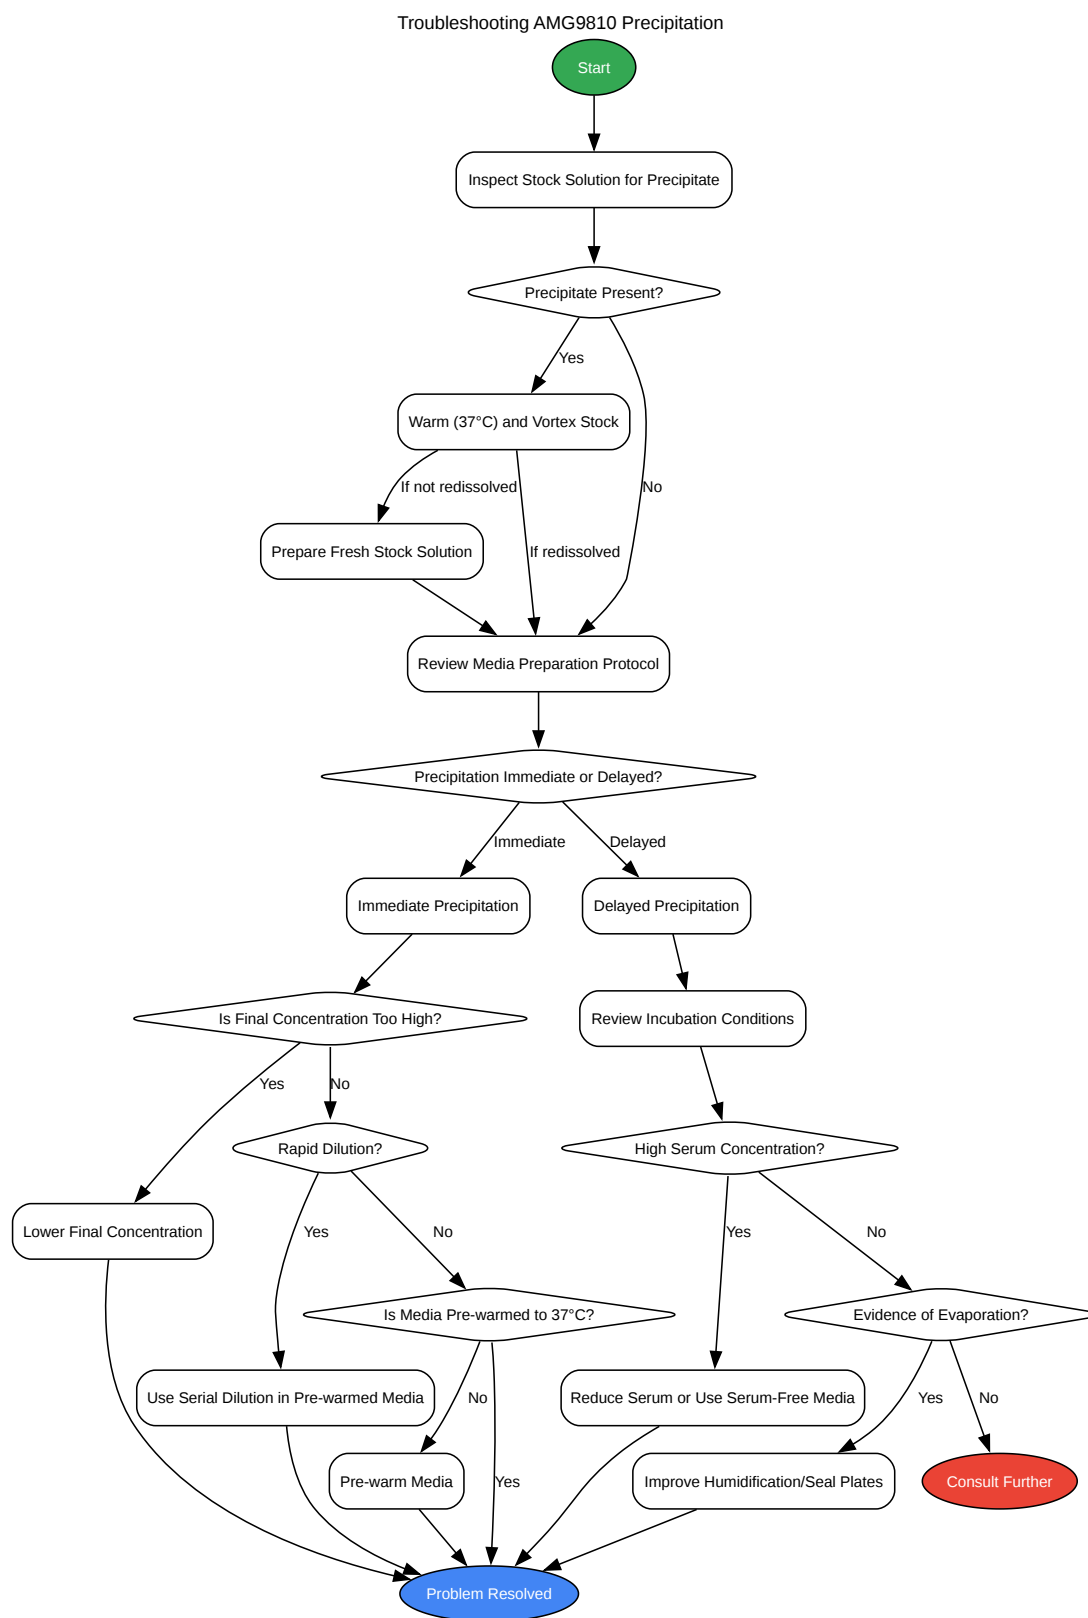 Troubleshooting AMG9810 Precipitation
Start
Inspect Stock Solution for Precipitate
Precipitate Present?
Yes
Warm (37°C) and Vortex Stock
If not redissolved
No
Prepare Fresh Stock Solution
If redissolved
Review Media Preparation Protocol
Precipitation Immediate or Delayed?
Immediate
Delayed
Immediate Precipitation
Delayed Precipitation
Is Final Concentration Too High?
Review Incubation Conditions
Yes
No
Rapid Dilution?
High Serum Concentration?
Lower Final Concentration
Yes
No
Yes
No
Is Media Pre-warmed to 37°C?
Evidence of Evaporation?
Use Serial Dilution in Pre-warmed Media
No
Reduce Serum or Use Serum-Free Media
Yes
No
Pre-warm Media
Yes
Improve Humidification/Seal Plates
Consult Further
Problem Resolved